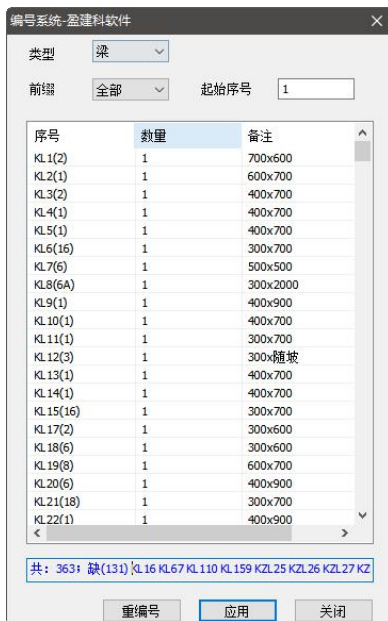 编号系统-盈建科软件
类型 梁
前缀 全部 起始序号 1
序号 数量 备注
KL1(2) 1 700x600
KL2(1) 1 600x700
KL3(2) 1 400x700
KL4(1) 1 400x700
KL5(1) 1 400x700
KL6(16) 1 300x700
KL7(6) 1 500x500
KL8(6A) 1 300x2000
KL9(1) 1 400x900
KL10(1) 1 400x700
KL11(1) 1 300x700
KL12(3) 1 300x随坡
KL13(1) 1 400x700
KL14(1) 1 400x700
KL15(16) 1 300x700
KL17(2) 1 300x600
KL18(6) 1 300x600
KL19(8) 1 600x700
KL20(6) 1 400x900
KL21(18) 1 300x700
KL22(1) 1 400x900
共：363；缺(131) KL16 KL67 KL110 KL159 KZL25 KZL26 KZL27 KZ
重编号 应用 关闭